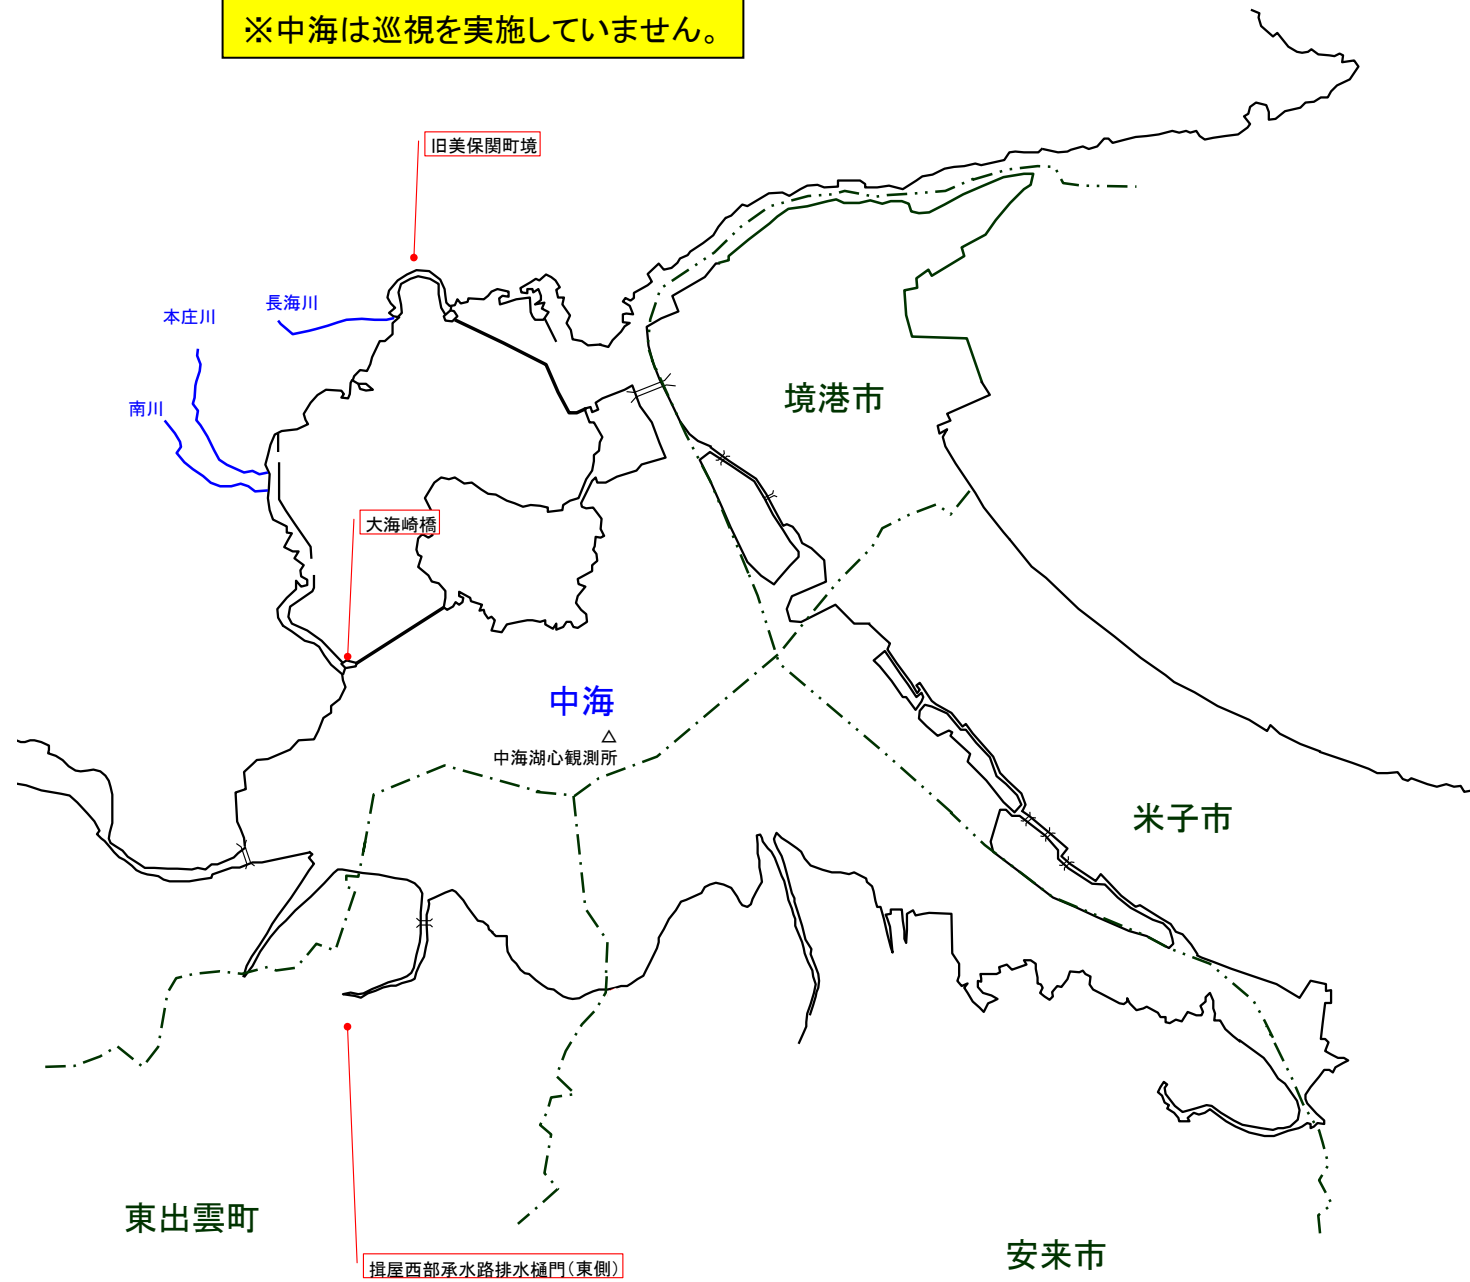 ※中海は巡視を実施していません。
旧美保関町境
長海川
本庄川
南川
境港市
大海崎橋
中海
中海湖心観測所
米子市
東出雲町
安来市
揖屋西部承水路排水樋門（東側）